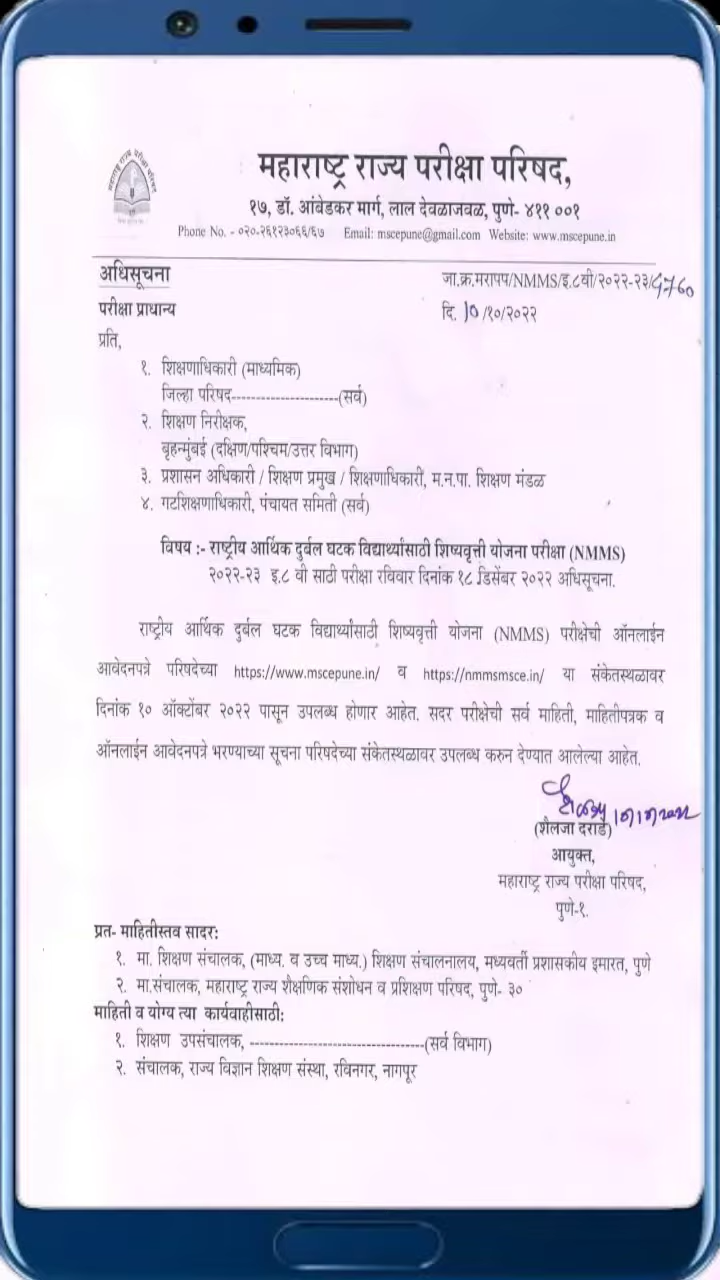 महाराष्ट्र राज्य परीक्षा परिषद,
१७, डॉ. आंबेडकर मार्ग, लाल देवळाजवळ, पुणे- ४११ ००१
Phone No. - ०२०-२६१२३०६६/६७ Email: mscepune@gmail.com Website: www.mscepune.in
अधिसूचना
जा.क्र.मरापप/NMMS/इ.८वी/२०२२-२३/4760
परीक्षा प्राधान्य
दि. 10/१०/२०२२
प्रति,
१. शिक्षणाधिकारी (माध्यमिक)
जिल्हा परिषद----------------------(सर्व)
२. शिक्षण निरीक्षक,
बृहन्मुंबई (दक्षिण/पश्चिम/उत्तर विभाग)
३. प्रशासन अधिकारी / शिक्षण प्रमुख / शिक्षणाधिकारी, म.न.पा. शिक्षण मंडळ
४. गटशिक्षणाधिकारी, पंचायत समिती (सर्व)
विषय :- राष्ट्रीय आर्थिक दुर्बल घटक विद्यार्थ्यांसाठी शिष्यवृत्ती योजना परीक्षा (NMMS)
२०२२-२३ इ.८ वी साठी परीक्षा रविवार दिनांक १८ डिसेंबर २०२२ अधिसूचना.
राष्ट्रीय आर्थिक दुर्बल घटक विद्यार्थ्यांसाठी शिष्यवृत्ती योजना (NMMS) परीक्षेची ऑनलाईन
आवेदनपत्रे परिषदेच्या https://www.mscepune.in/ व https://nmmsmsce.in/ या संकेतस्थळावर
दिनांक १० ऑक्टोंबर २०२२ पासून उपलब्ध होणार आहेत. सदर परीक्षेची सर्व माहिती, माहितीपत्रक व
ऑनलाईन आवेदनपत्रे भरण्याच्या सूचना परिषदेच्या संकेतस्थळावर उपलब्ध करुन देण्यात आलेल्या आहेत.
(शैलजा दराडे)
आयुक्त,
महाराष्ट्र राज्य परीक्षा परिषद,
पुणे-१.
प्रत- माहितीस्तव सादर:
१. मा. शिक्षण संचालक, (माध्य. व उच्च माध्य.) शिक्षण संचालनालय, मध्यवर्ती प्रशासकीय इमारत, पुणे
२. मा.संचालक, महाराष्ट्र राज्य शैक्षणिक संशोधन व प्रशिक्षण परिषद, पुणे- ३०
माहिती व योग्य त्या कार्यवाहीसाठी:
१. शिक्षण उपसंचालक, -----------------------------------(सर्व विभाग)
२. संचालक, राज्य विज्ञान शिक्षण संस्था, रविनगर, नागपूर